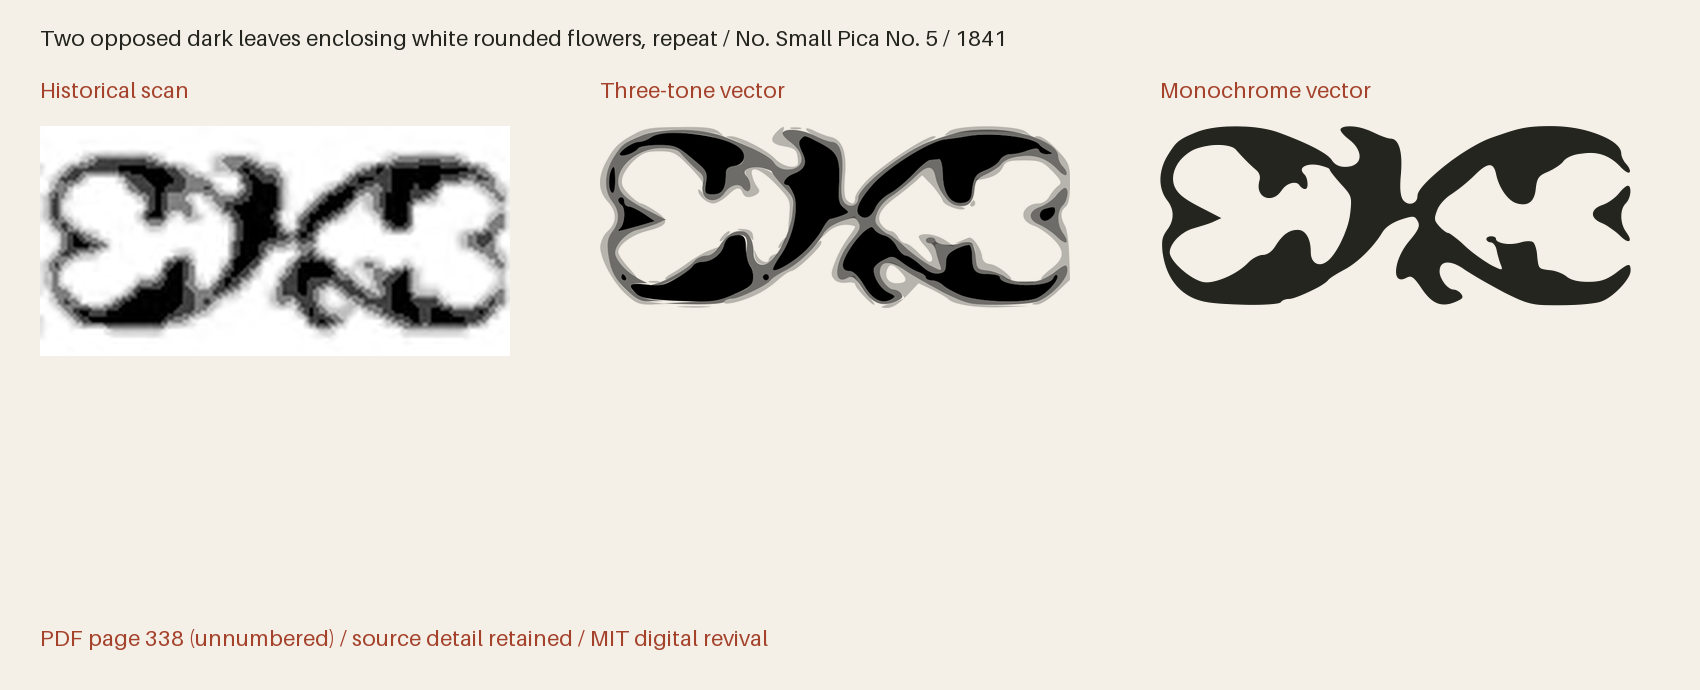 Two opposed dark leaves enclosing white rounded flowers, repeat / No. Small Pica No. 5 / 1841
Historical scan
Three-tone vector
Monochrome vector
PDF page 338 (unnumbered) / source detail retained / MIT digital revival